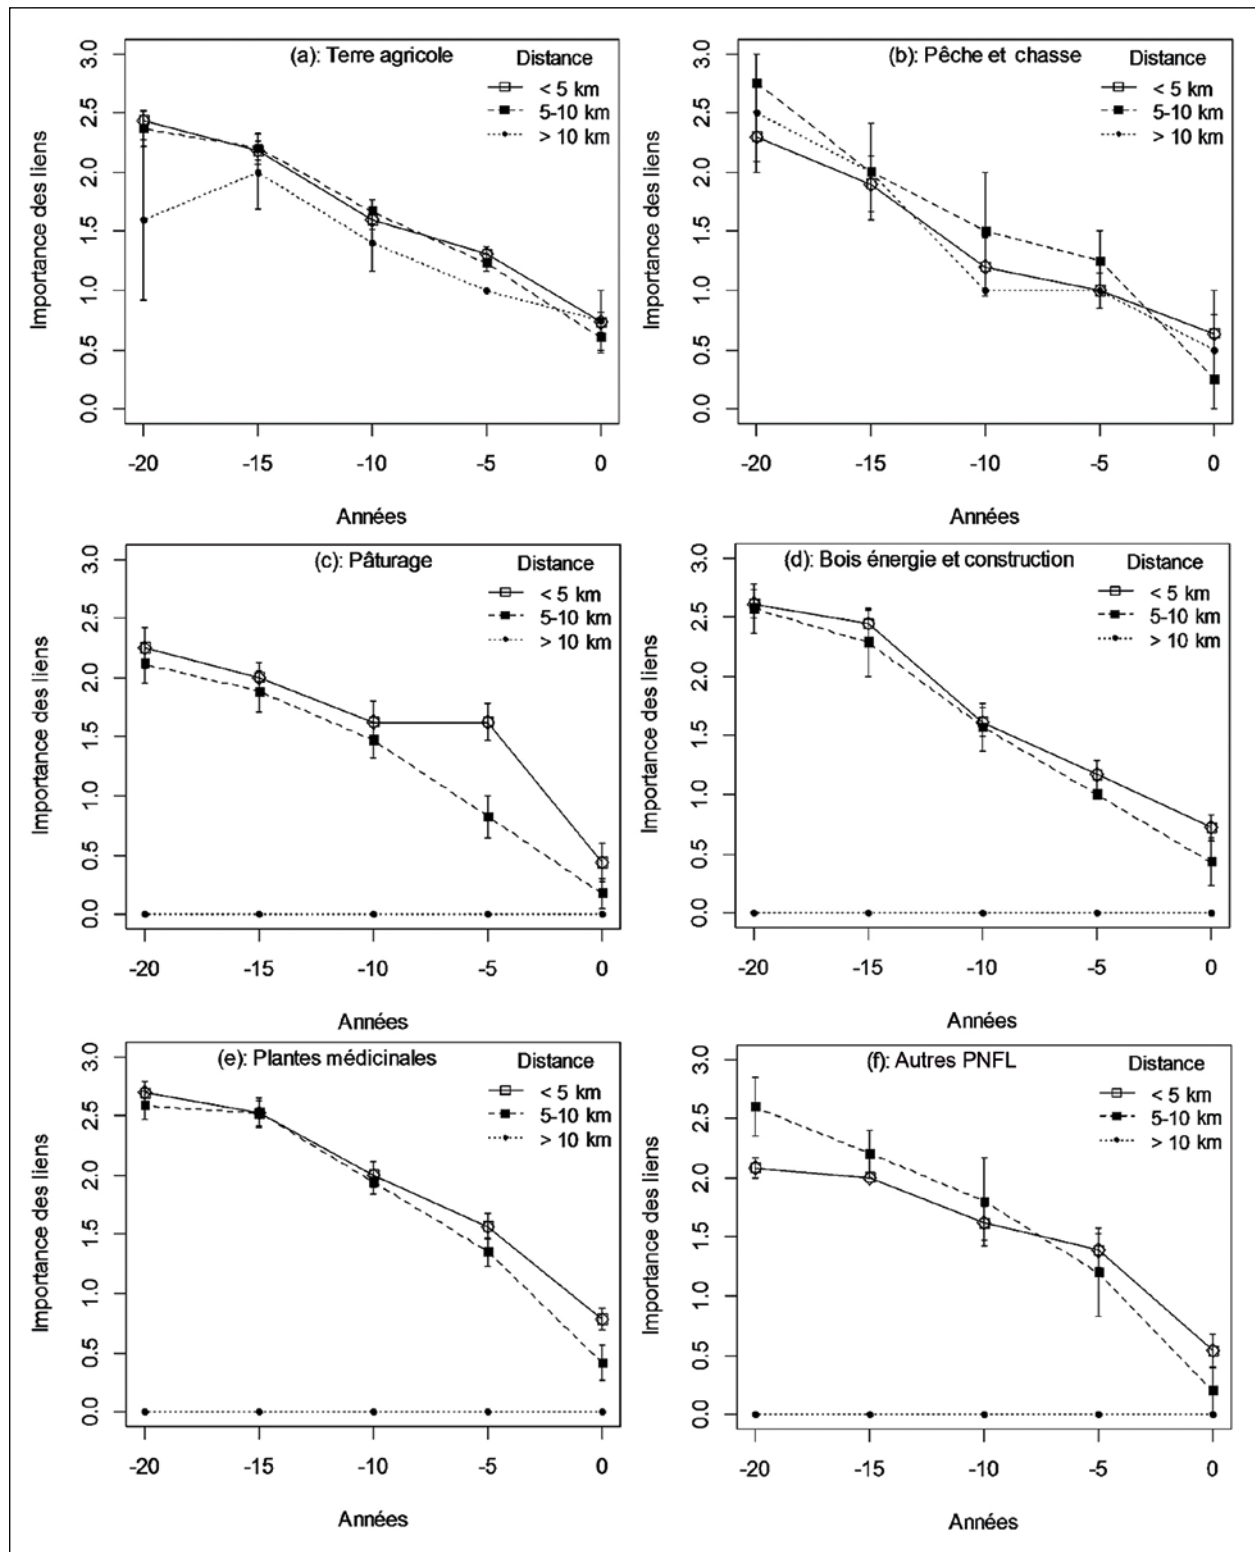 (a): Terre agricole
Distance
< 5 km
5-10 km
> 10 km
Importance des liens
3.0
2.5
2.0
1.5
1.0
0.5
0.0
-20 -15 -10 -5 0
Années
(b): Pêche et chasse
Distance
< 5 km
5-10 km
> 10 km
Importance des liens
3.0
2.5
2.0
1.5
1.0
0.5
0.0
-20 -15 -10 -5 0
Années
(c): Pâturage
Distance
< 5 km
5-10 km
> 10 km
Importance des liens
3.0
2.5
2.0
1.5
1.0
0.5
0.0
-20 -15 -10 -5 0
Années
(d): Bois énergie et construction
Distance
< 5 km
5-10 km
> 10 km
Importance des liens
3.0
2.5
2.0
1.5
1.0
0.5
0.0
-20 -15 -10 -5 0
Années
(e): Plantes médicinales
Distance
< 5 km
5-10 km
> 10 km
Importance des liens
3.0
2.5
2.0
1.5
1.0
0.5
0.0
-20 -15 -10 -5 0
Années
(f): Autres PNFL
Distance
< 5 km
5-10 km
> 10 km
Importance des liens
3.0
2.5
2.0
1.5
1.0
0.5
0.0
-20 -15 -10 -5 0
Années